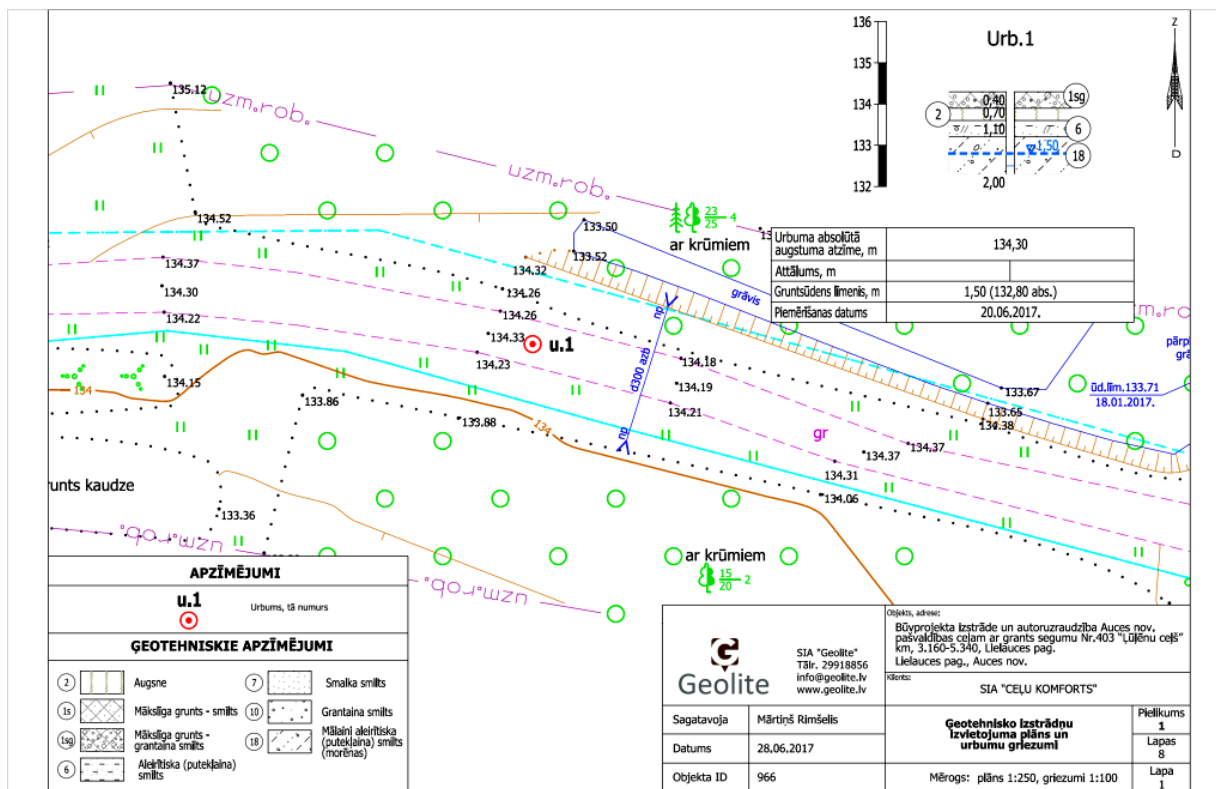 136
135
134
133
132
Urb.1
Z
D
0,40
0,70
1,10
1,50
2,00
2
1sg
6
18
135.12
uzm.rob.
uzm.rob.
134.52
23
25
4
ar krūmiem
133.50
133.52
134.37
134.32
134.30
134.26
134.22
134.26
134.33
u.1
134.23
grāvis
np
d300 azb
np
134.18
134.19
134.21
134.15
134
133.86
133.88
134
Urbuma absolūtā
augstuma atzīme, m
134,30
Attālums, m
Gruntsūdens līmenis, m
1,50 (132,80 abs.)
Piemērīšanas datums
20.06.2017.
133.67
133.65
134.38
ūd.līm.133.71
18.01.2017.
gr
134.37
134.37
134.31
134.06
runts kaudze
133.36
uzm.rob.
uzm.rob.
ar krūmiem
15
20
2
APZĪMĒJUMI
u.1
Urbums, tā numurs
ĢEOTEHNISKIE APZĪMĒJUMI
2
Augsne
1s
Mākslīga grunts - smilts
1sg
Mākslīga grunts -
grantaina smilts
6
Aleirītiska (putekļaina)
smilts
7
Smalka smilts
10
Grantaina smilts
18
Mālaini aleirītiska
(putekļaina) smilts
(morēnas)
Geolite
SIA "Geolite"
Tālr. 29918856
info@geolite.lv
www.geolite.lv
Objekts, adrese:
Būvprojekta izstrāde un autoruzraudzība Auces nov.
pašvaldības ceļam ar grants segumu Nr.403 "Ļūļēnu ceļš"
km, 3.160-5.340, Lielauces pag.
Lielauces pag., Auces nov.
Klients:
SIA "CEĻU KOMFORTS"
Sagatavoja
Mārtiņš Rimšelis
Datums
28.06.2017
Objekta ID
966
Ģeotehnisko izstrādņu
izvietojuma plāns un
urbumu griezumi
Mērogs: plāns 1:250, griezumi 1:100
Pielikums
1
Lapas
8
Lapa
1